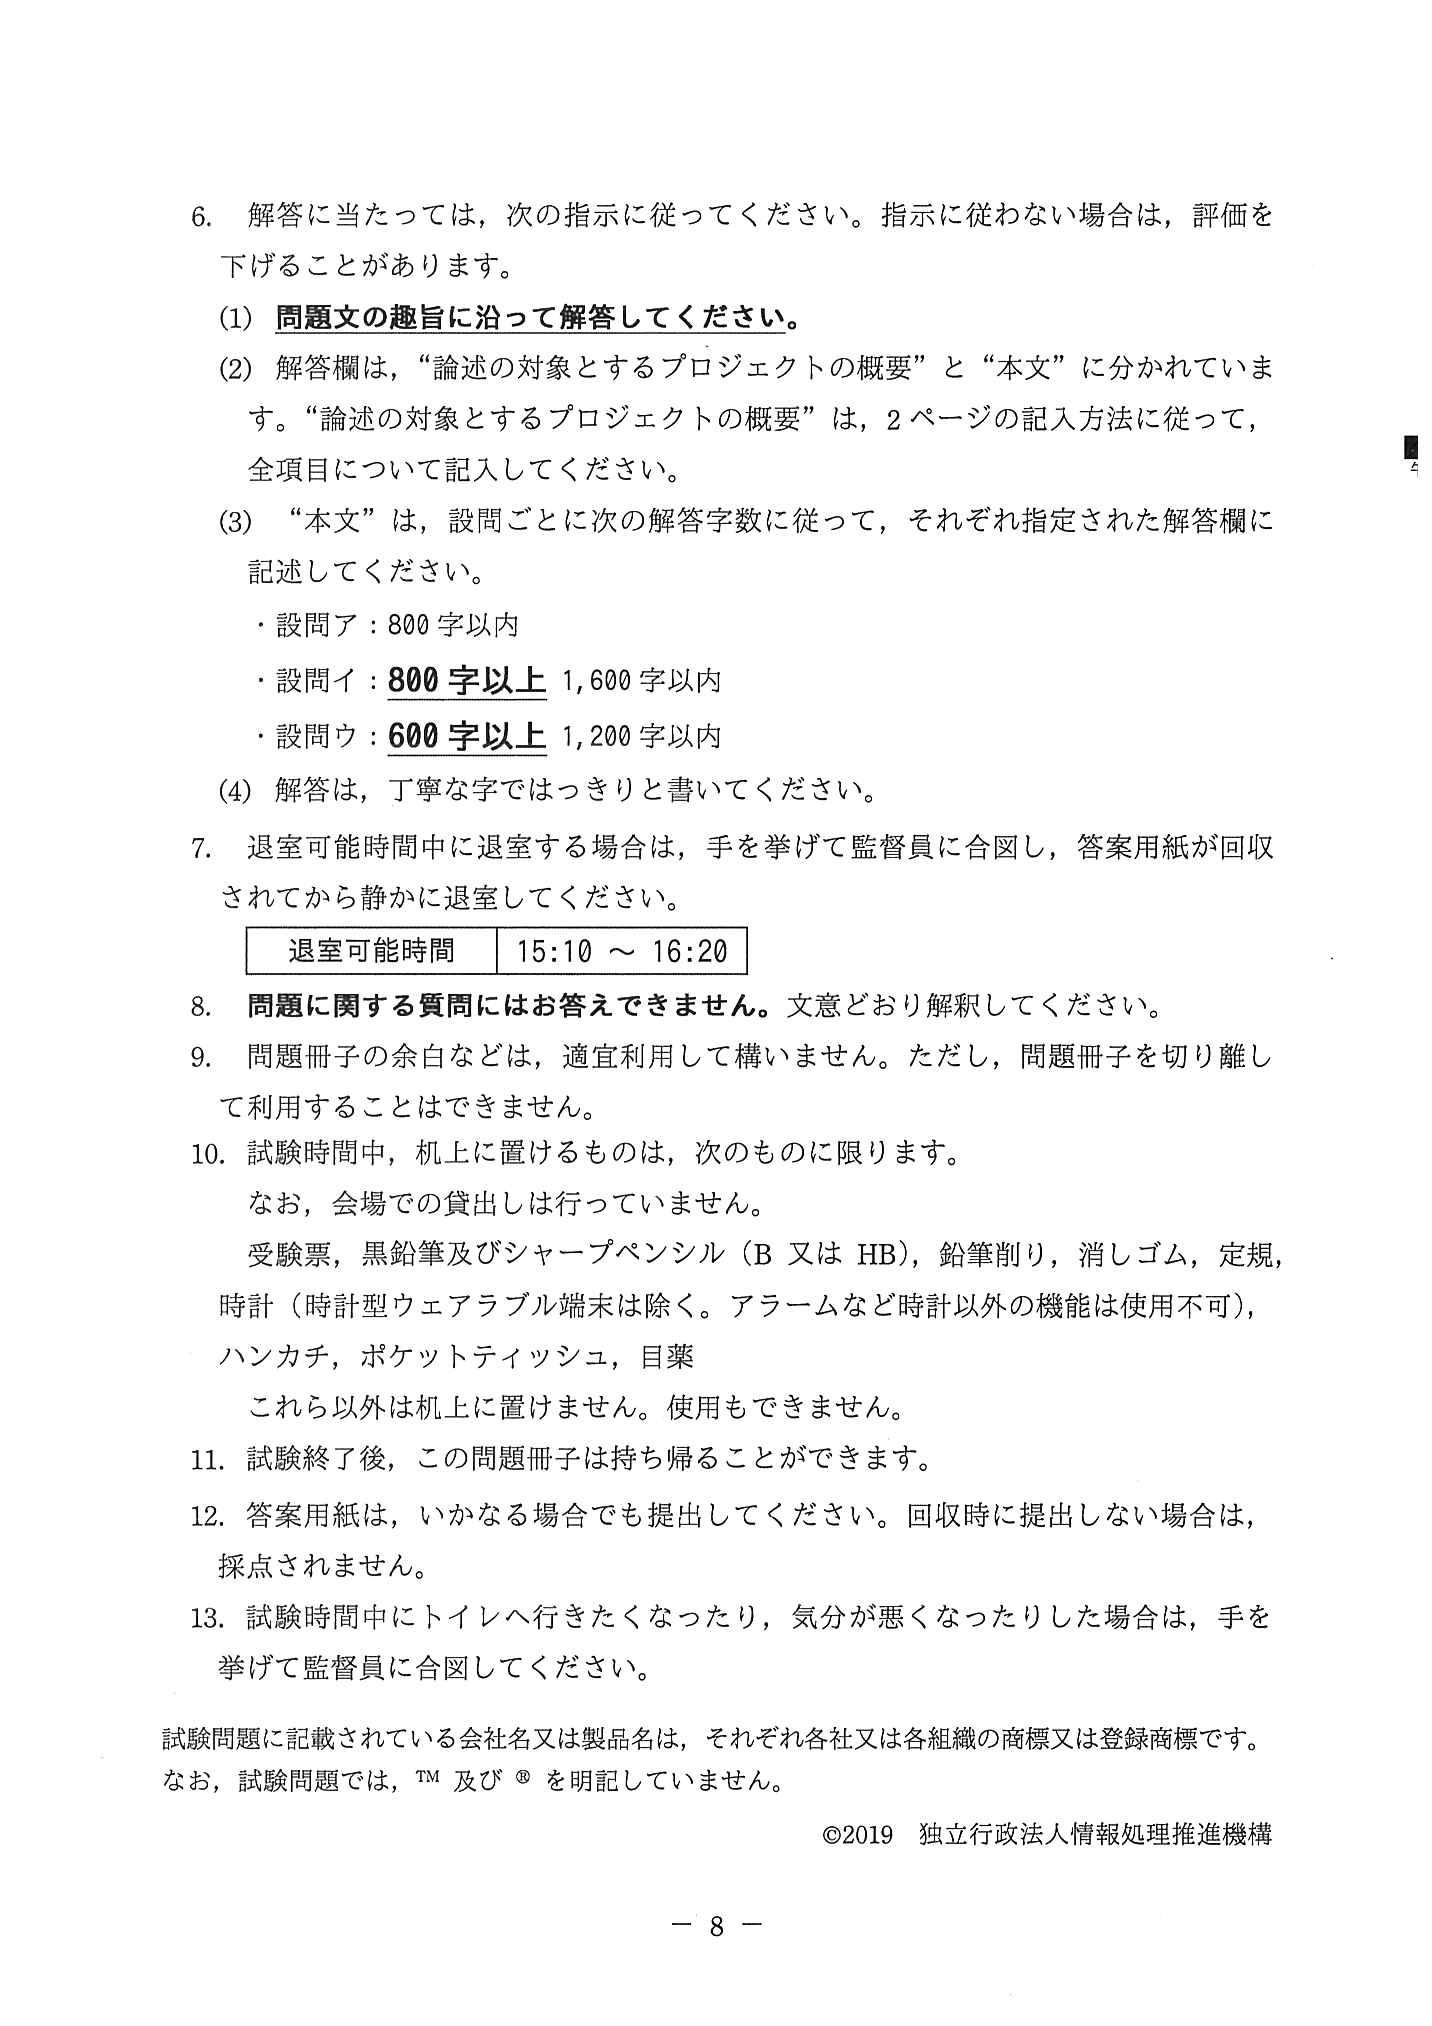 6. 解答に当たっては，次の指示に従ってください。指示に従わない場合は，評価を
下げることがあります。
(1) 問題文の趣旨に沿って解答してください。
(2) 解答欄は，“論述の対象とするプロジェクトの概要” と “本文” に分かれていま
す。“論述の対象とするプロジェクトの概要” は，2 ページの記入方法に従って，
全項目について記入してください。
(3) “本文” は，設問ごとに次の解答字数に従って，それぞれ指定された解答欄に
記述してください。
・設問ア：800 字以内
・設問イ：800 字以上 1,600 字以内
・設問ウ：600 字以上 1,200 字以内
(4) 解答は，丁寧な字ではっきりと書いてください。
7. 退室可能時間中に退室する場合は，手を挙げて監督員に合図し，答案用紙が回収
されてから静かに退室してください。
退室可能時間 15:10 ～ 16:20
8. 問題に関する質問にはお答えできません。文意どおり解釈してください。
9. 問題冊子の余白などは，適宜利用して構いません。ただし，問題冊子を切り離し
て利用することはできません。
10. 試験時間中，机上に置けるものは，次のものに限ります。
なお，会場での貸出しは行っていません。
受験票，黒鉛筆及びシャープペンシル（B 又は HB），鉛筆削り，消しゴム，定規，
時計（時計型ウェアラブル端末は除く。アラームなど時計以外の機能は使用不可），
ハンカチ，ポケットティッシュ，目薬
これら以外は机上に置けません。使用もできません。
11. 試験終了後，この問題冊子は持ち帰ることができます。
12. 答案用紙は，いかなる場合でも提出してください。回収時に提出しない場合は，
採点されません。
13. 試験時間中にトイレへ行きたくなったり，気分が悪くなったりした場合は，手を
挙げて監督員に合図してください。
試験問題に記載されている会社名又は製品名は，それぞれ各社又は各組織の商標又は登録商標です。
なお，試験問題では，™ 及び ® を明記していません。
©2019 独立行政法人情報処理推進機構
－ 8 －